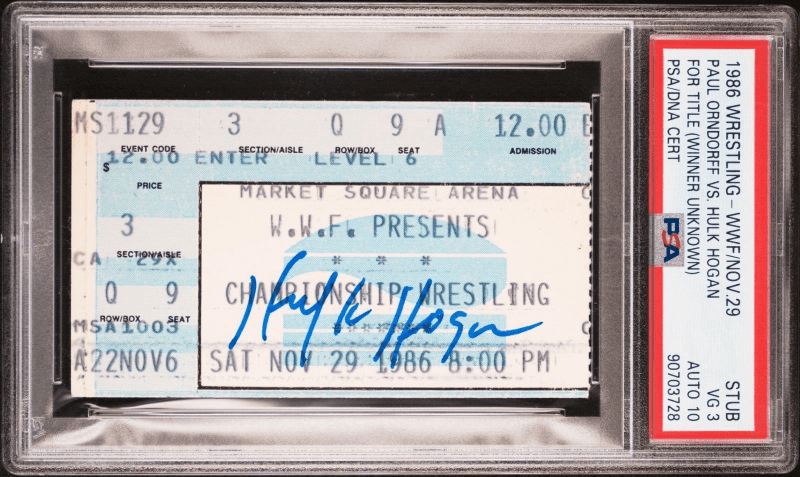 MS1129 3 Q 9 A 12.00 E
EVENT CODE SECTION/AISLE ROW/BOX SEAT ADMISSION
$ 12.00 ENTER LEVEL 6
PRICE
MARKET SQUARE ARENA
3 W.W.F. PRESENTS
SECTION/AISLE * * *
CA 29X
Q 9 CHAMPIONSHIP WRESTLING
ROW/BOX SEAT
MSA1003
A22NOV6 SAT NOV 29 1986 8:00 PM
Hulk Hogan
1986 WRESTLING - WWF/NOV.29
PAUL ORNDORFF VS. HULK HOGAN
FOR TITLE (WINNER UNKNOWN)
PSA/DNA CERT
PSA
STUB
VG 3
AUTO 10
90703728